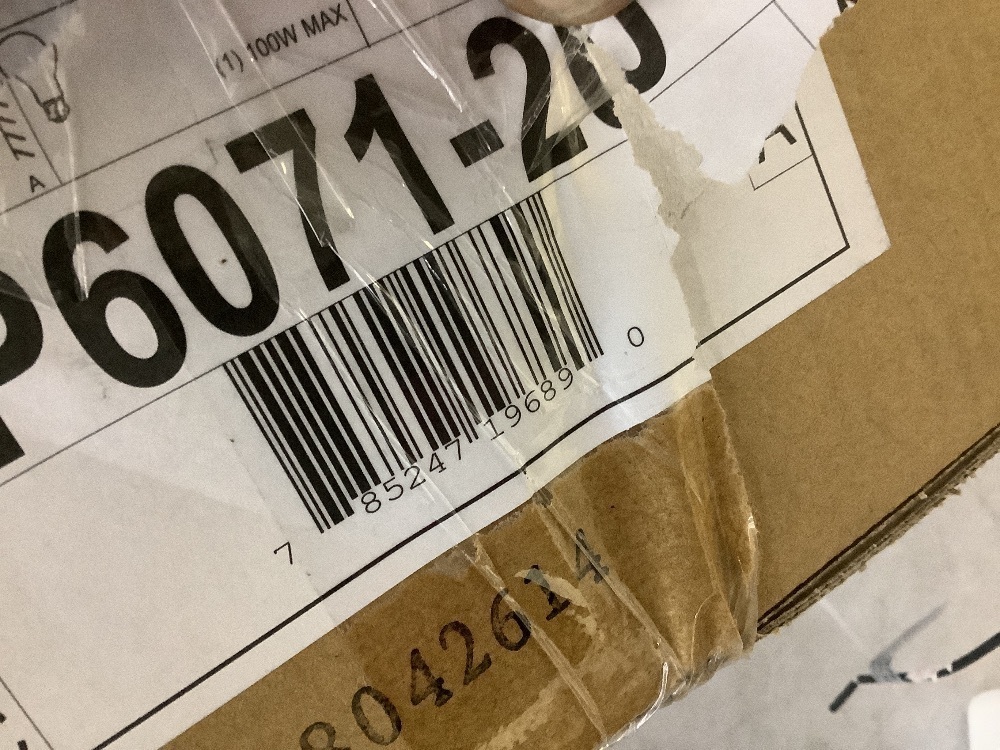 (1) 100W MAX
A
P6071-20
7 85247 19689 0
8042614